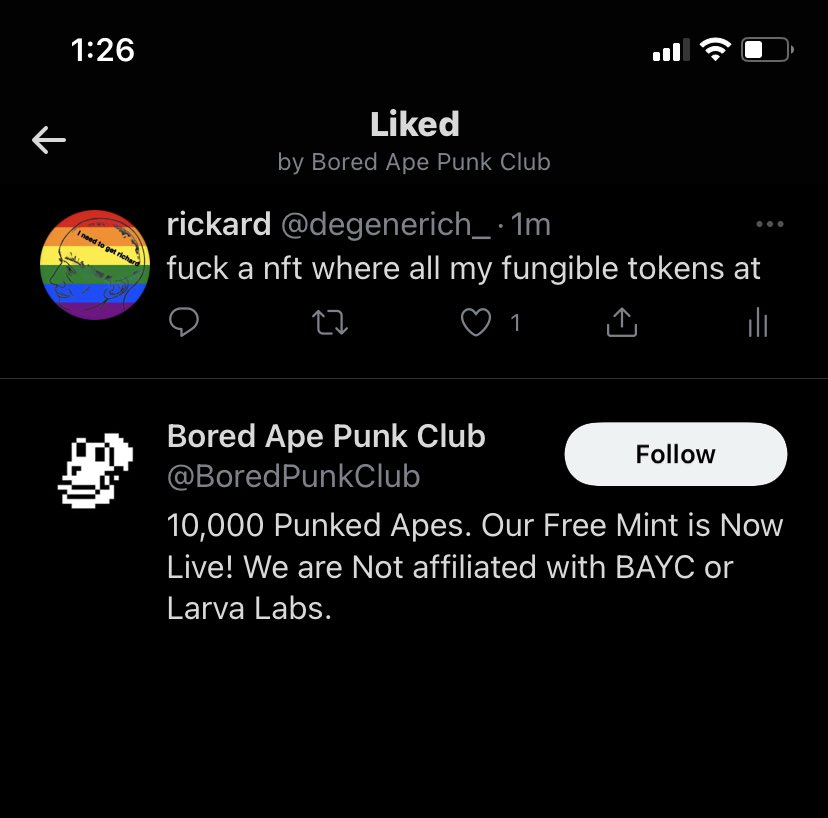 1:26
Liked
by Bored Ape Punk Club
rickard @degenerich_ · 1m
I need to get richard
fuck a nft where all my fungible tokens at
1
Bored Ape Punk Club
Follow
@BoredPunkClub
10,000 Punked Apes. Our Free Mint is Now
Live! We are Not affiliated with BAYC or
Larva Labs.